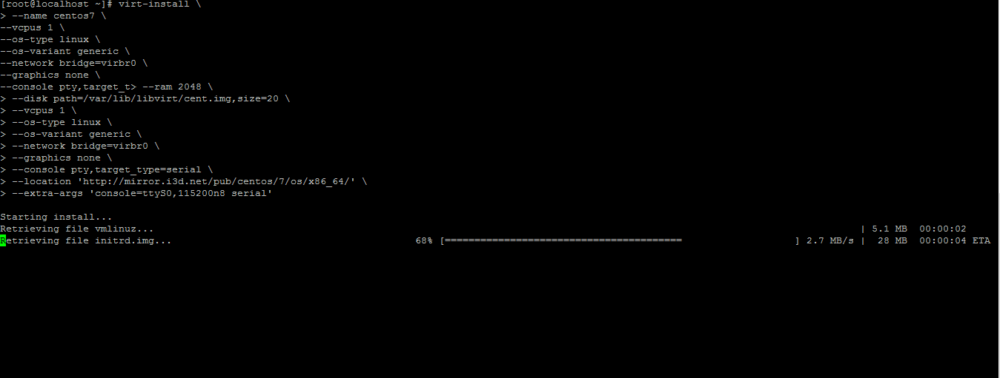 [root@localhost ~]# virt-install \
> --name centos7 \
--vcpus 1 \
--os-type linux \
--os-variant generic \
--network bridge=virbr0 \
--graphics none \
--console pty,target_t> --ram 2048 \
> --disk path=/var/lib/libvirt/cent.img,size=20 \
> --vcpus 1 \
> --os-type linux \
> --os-variant generic \
> --network bridge=virbr0 \
> --graphics none \
> --console pty,target_type=serial \
> --location 'http://mirror.i3d.net/pub/centos/7/os/x86_64/' \
> --extra-args 'console=ttyS0,115200n8 serial'
Starting install...
Retrieving file vmlinuz... | 5.1 MB 00:00:02
Retrieving file initrd.img... 68% [======================================== ] 2.7 MB/s | 28 MB 00:00:04 ETA